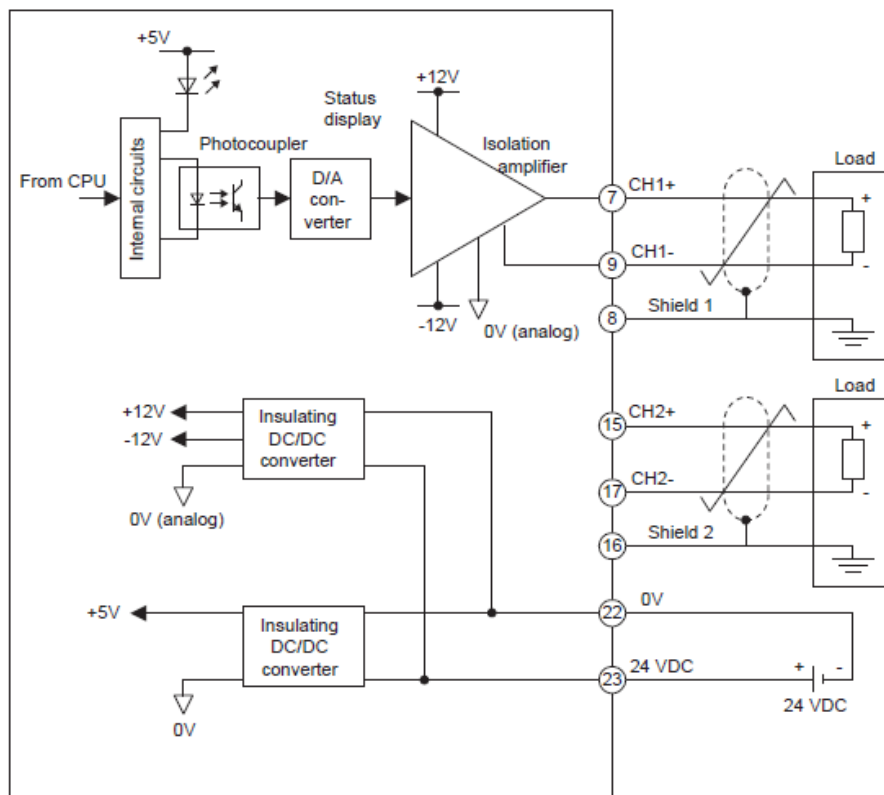 +5V
Status
display
+12V
Isolation
amplifier
Photocoupler
From CPU
Internal circuits
D/A
con-
verter
-12V
0V (analog)
7
CH1+
9
CH1-
8
Shield 1
Load
+
-
+12V
-12V
0V (analog)
Insulating
DC/DC
converter
15
CH2+
17
CH2-
16
Shield 2
Load
+
-
+5V
0V
Insulating
DC/DC
converter
22
0V
23
24 VDC
+
-
24 VDC